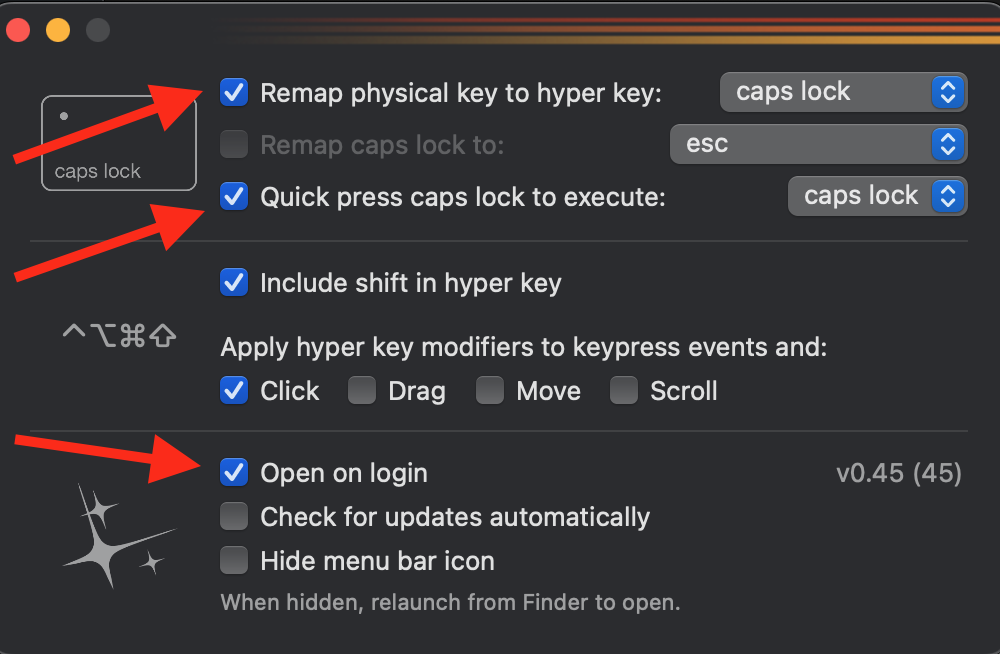 Remap physical key to hyper key: caps lock
caps lock
Remap caps lock to: esc
Quick press caps lock to execute: caps lock
Include shift in hyper key
⌃⌥⌘⇧
Apply hyper key modifiers to keypress events and:
Click Drag Move Scroll
Open on login v0.45 (45)
Check for updates automatically
Hide menu bar icon
When hidden, relaunch from Finder to open.